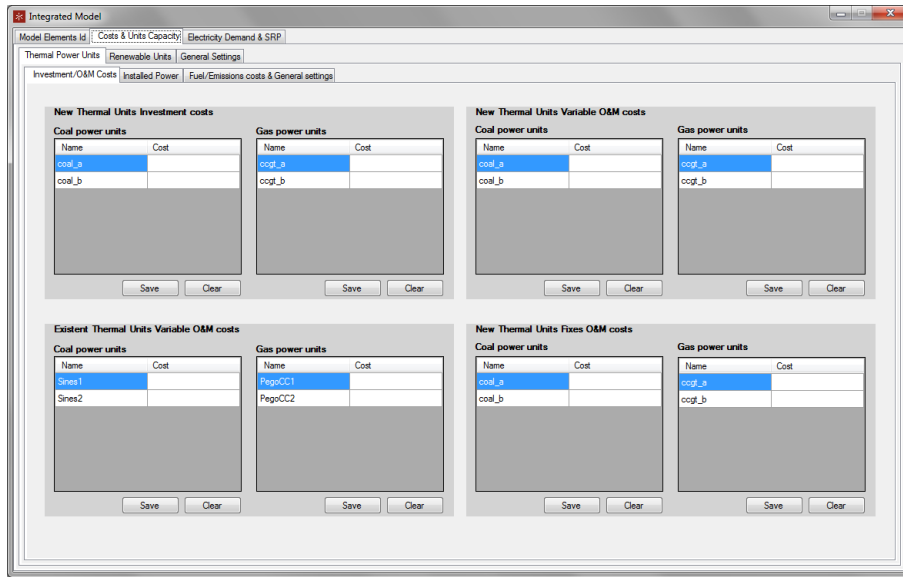 Integrated Model
Model Elements Id Costs & Units Capacity Electricity Demand & SRP
Thermal Power Units Renewable Units General Settings
Investment/O&M Costs Installed Power Fuel/Emissions costs & General settings
New Thermal Units Investment costs
Coal power units Gas power units
Name Cost Name Cost
coal_a ccgt_a
coal_b ccgt_b
Save Clear Save Clear
New Thermal Units Variable O&M costs
Coal power units Gas power units
Name Cost Name Cost
coal_a ccgt_a
coal_b ccgt_b
Save Clear Save Clear
Existent Thermal Units Variable O&M costs
Coal power units Gas power units
Name Cost Name Cost
Sines1 PegoCC1
Sines2 PegoCC2
Save Clear Save Clear
New Thermal Units Fixes O&M costs
Coal power units Gas power units
Name Cost Name Cost
coal_a ccgt_a
coal_b ccgt_b
Save Clear Save Clear